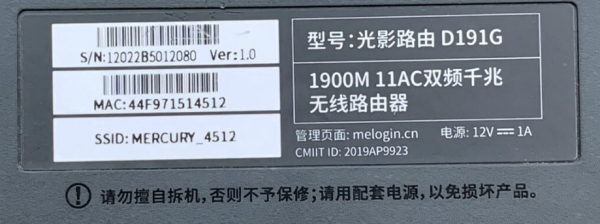 S/N:12022B5012080 Ver:1.0
MAC:44F971514512
SSID: MERCURY_4512
型号:光影路由 D191G
1900M 11AC双频千兆
无线路由器
管理页面: melogin.cn 电源: 12V⎓1A
CMIIT ID: 2019AP9923
请勿擅自拆机，否则不予保修；请用配套电源，以免损坏产品。